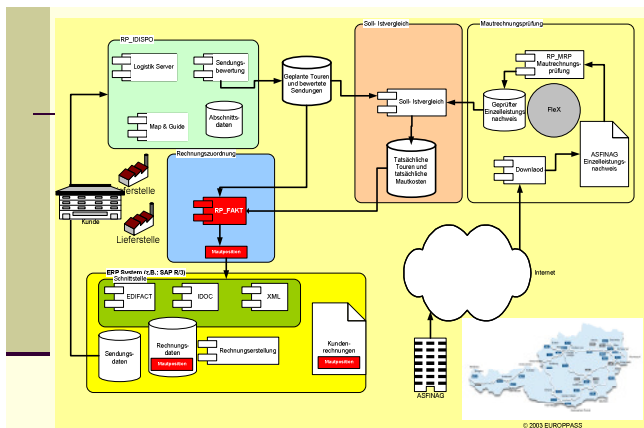 RP_IDISPO
Logistik Server
Sendungs-
bewertung
Map & Guide
Abschnitts-
daten
Geplante Touren
und bewertete
Sendungen
Soll- Istvergleich
Soll- Istvergleich
Tatsächliche
Touren und
tatsächliche
Mautkosten
Mautrechnungsprüfung
RP_MRP
Mautrechnungs-
prüfung
Geprüfter
Einzelleistungs
nachweis
FleX
ASFINAG
Einzelleistungs-
nachweis
Downlaod
Rechnungszuordnung
RP_FAKT
Mautposition
Lieferstelle
Lieferstelle
Kunde
ERP System (z.B.: SAP R/3)
Schnittstelle
EDIFACT
IDOC
XML
Sendungs-
daten
Rechnungs-
daten
Mautposition
Rechnungserstellung
Kunden-
rechnungen
Mautposition
Internet
ASFINAG
© 2003 EUROPPASS